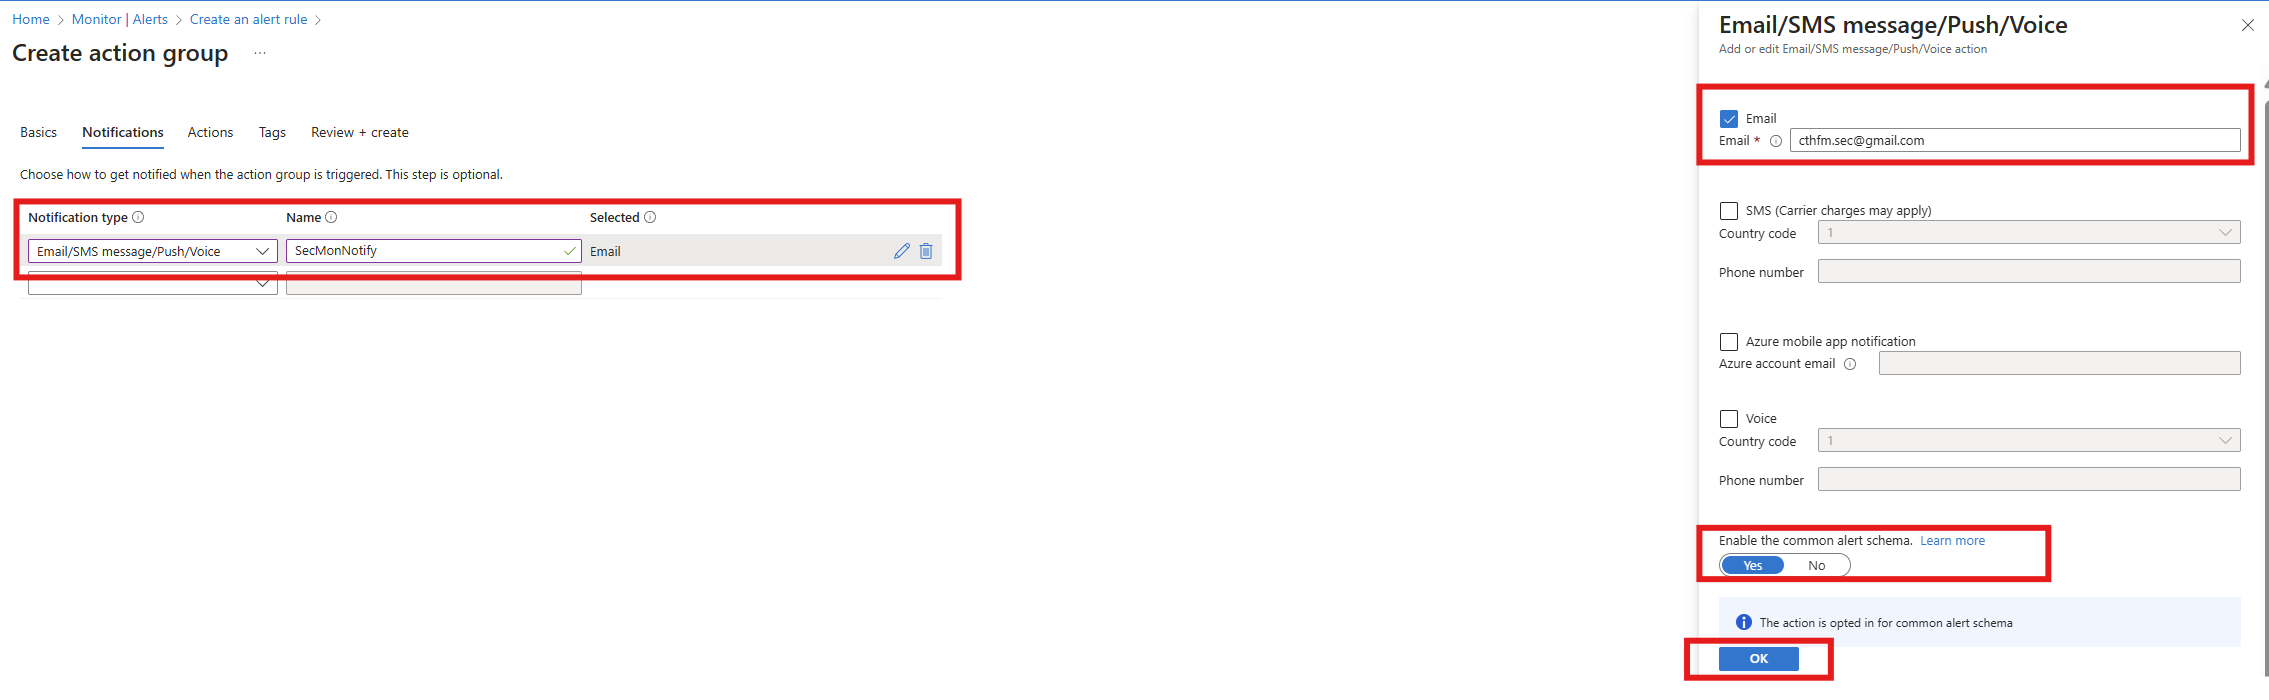 Home > Monitor | Alerts > Create an alert rule >
Create action group ...
Basics Notifications Actions Tags Review + create
Choose how to get notified when the action group is triggered. This step is optional.
Notification type Name Selected
Email/SMS message/Push/Voice SecMonNotify Email
Email/SMS message/Push/Voice
Add or edit Email/SMS message/Push/Voice action
Email
Email * cthfm.sec@gmail.com
SMS (Carrier charges may apply)
Country code 1
Phone number
Azure mobile app notification
Azure account email
Voice
Country code 1
Phone number
Enable the common alert schema. Learn more
Yes No
The action is opted in for common alert schema
OK